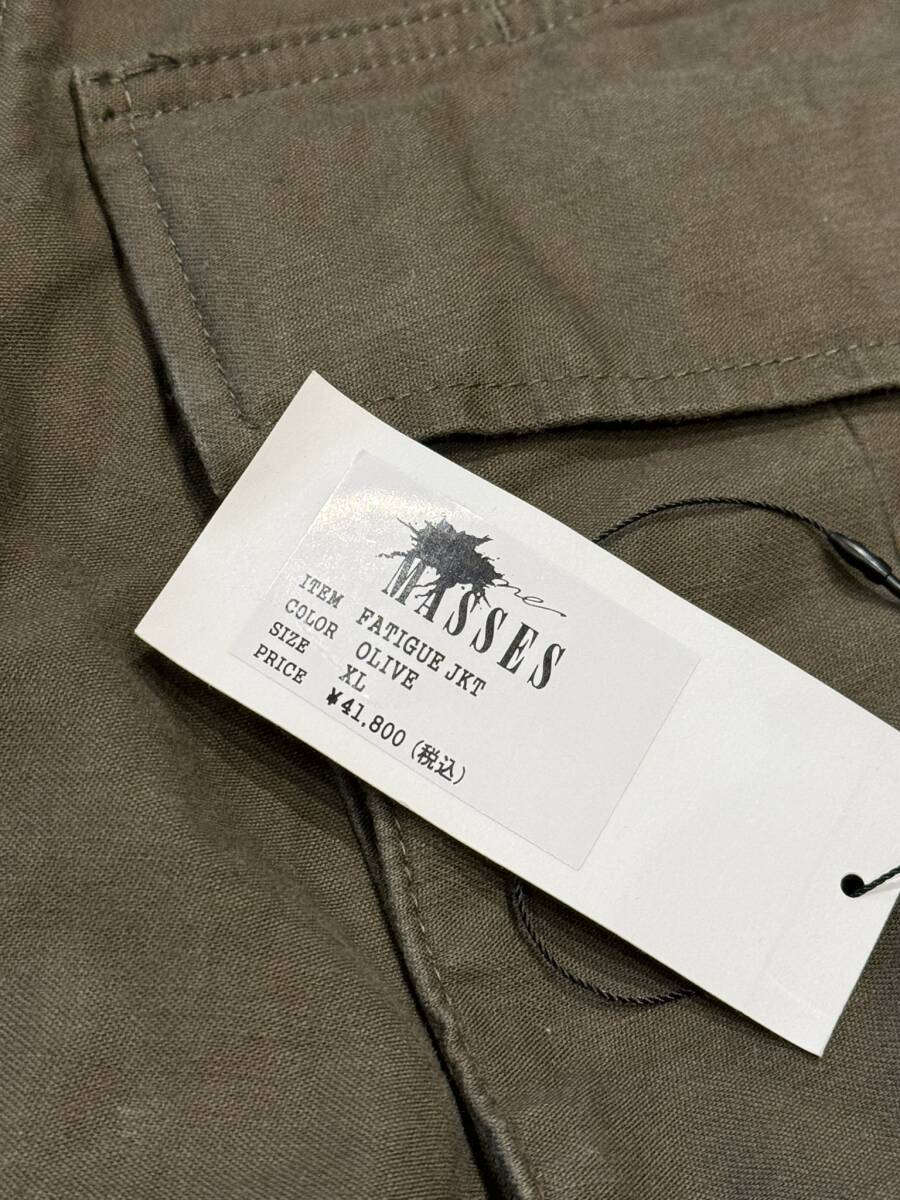 MASSES
ITEM FATIGUE JKT
COLOR OLIVE
SIZE XL
PRICE ¥41,800 (税込)